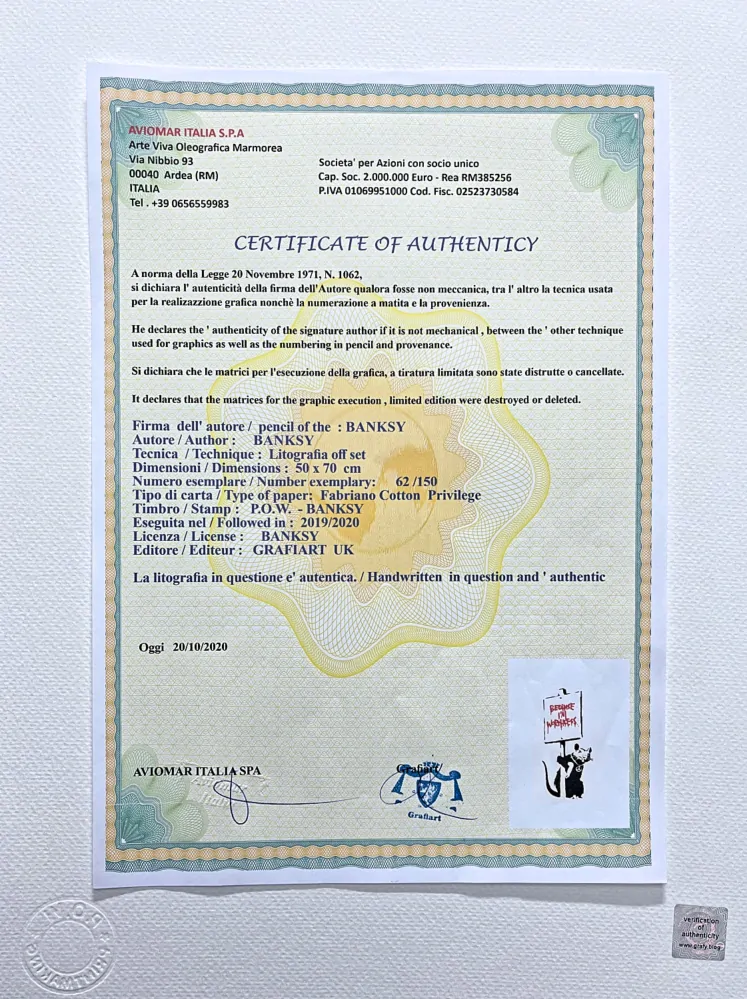 AVIOMAR ITALIA S.P.A
Arte Viva Oleografica Marmorea
Via Nibbio 93
00040 Ardea (RM)
ITALIA
Tel . +39 0656559983
Societa' per Azioni con socio unico
Cap. Soc. 2.000.000 Euro - Rea RM385256
P.IVA 01069951000 Cod. Fisc. 02523730584
CERTIFICATE OF AUTHENTICY
A norma della Legge 20 Novembre 1971, N. 1062,
si dichiara l' autenticità della firma dell'Autore qualora fosse non meccanica, tra l' altro la tecnica usata
per la realizazzione grafica nonchè la numerazione a matita e la provenienza.
He declares the ' authenticity of the signature author if it is not mechanical , between the ' other technique
used for graphics as well as the numbering in pencil and provenance.
Si dichiara che le matrici per l'esecuzione della grafica, a tiratura limitata sono state distrutte o cancellate.
It declares that the matrices for the graphic execution , limited edition were destroyed or deleted.
Firma dell' autore / pencil of the : BANKSY
Autore / Author : BANKSY
Tecnica / Technique : Litografia off set
Dimensioni / Dimensions : 50 x 70 cm
Numero esemplare / Number exemplary: 62 /150
Tipo di carta / Type of paper: Fabriano Cotton Privilege
Timbro / Stamp : P.O.W. - BANKSY
Eseguita nel / Followed in : 2019/2020
Licenza / License : BANKSY
Editore / Editeur : GRAFIART UK
La litografia in questione e' autentica. / Handwritten in question and ' authentic
Oggi 20/10/2020
BECAUSE
I'M
WORTHLESS
AVIOMAR ITALIA SPA
Grafiart/
Grafiart
verification
of
authenticity